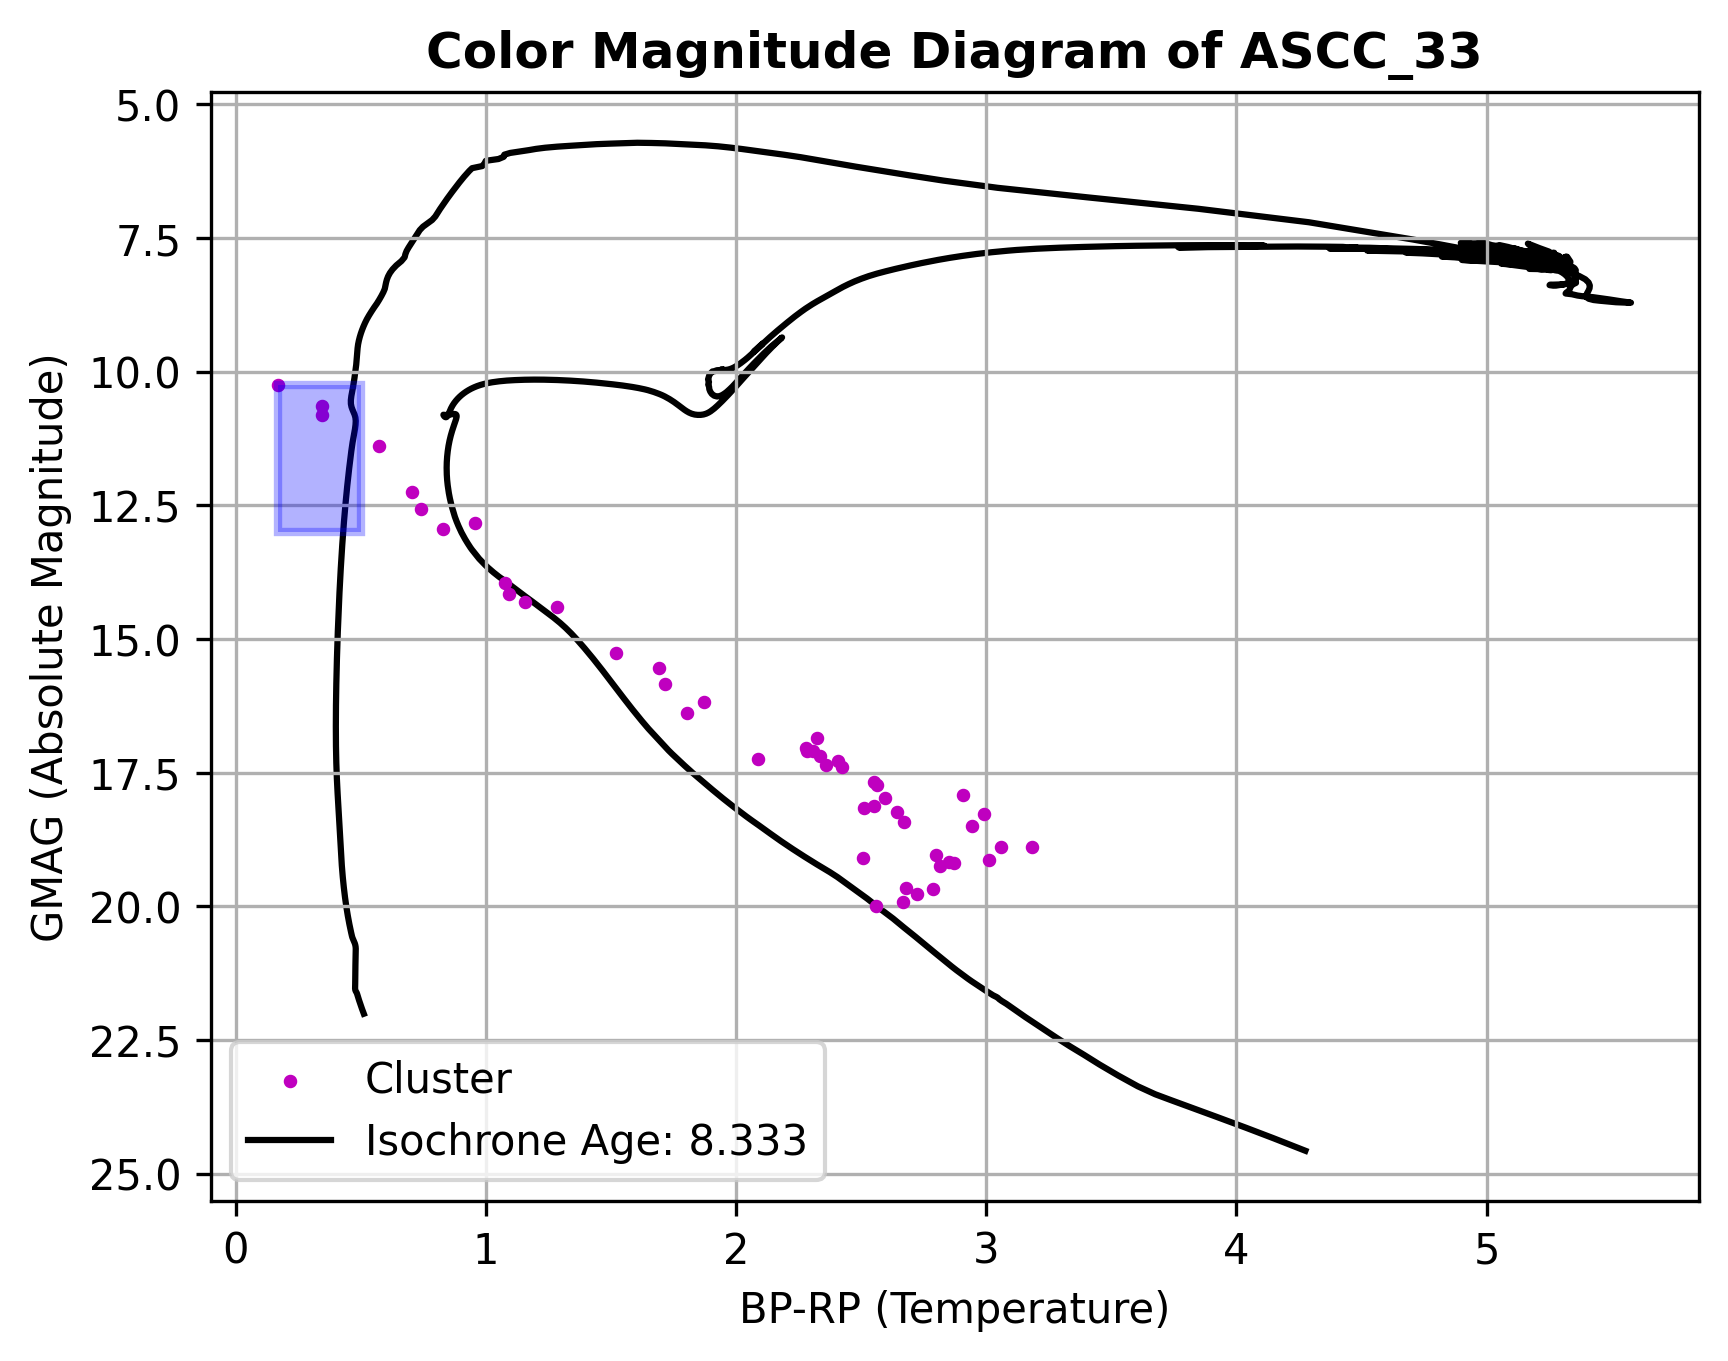 Color Magnitude Diagram of ASCC_33
GMAG (Absolute Magnitude)
5.0
7.5
10.0
12.5
15.0
17.5
20.0
22.5
25.0
Cluster
Isochrone Age: 8.333
0 1 2 3 4 5
BP-RP (Temperature)